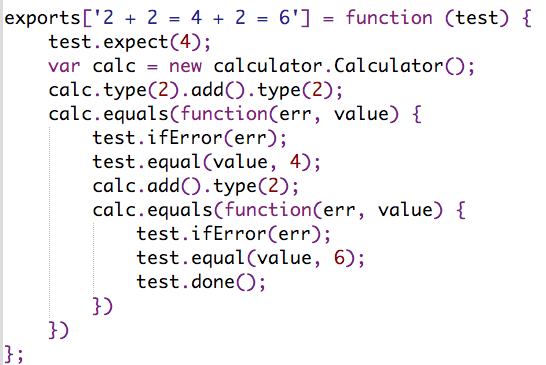 exports['2 + 2 = 4 + 2 = 6'] = function (test) {
    test.expect(4);
    var calc = new calculator.Calculator();
    calc.type(2).add().type(2);
    calc.equals(function(err, value) {
        test.ifError(err);
        test.equal(value, 4);
        calc.add().type(2);
        calc.equals(function(err, value) {
            test.ifError(err);
            test.equal(value, 6);
            test.done();
        })
    })
};